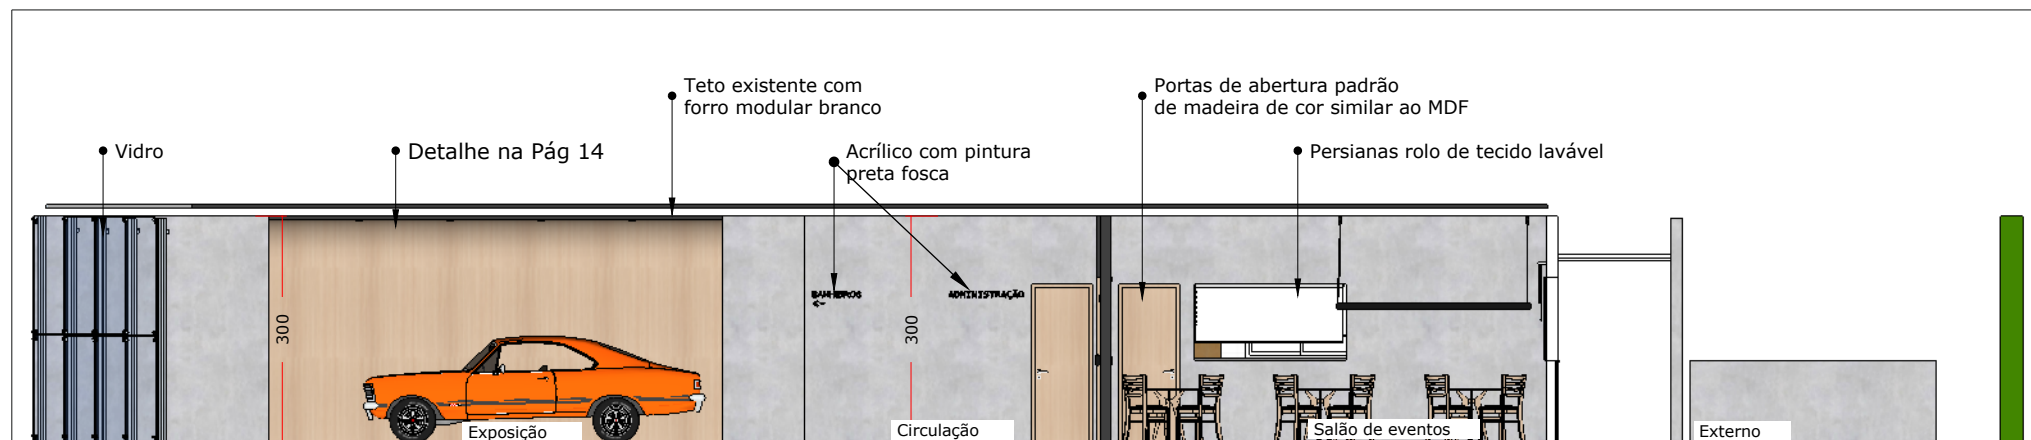 Teto existente com
forro modular branco
Portas de abertura padrão
de madeira de cor similar ao MDF
Vidro
Detalhe na Pág 14
Acrílico com pintura
preta fosca
Persianas rolo de tecido lavável
BANHEIROS
<-
ADMINISTRAÇÃO
300
300
Exposição
Circulação
Salão de eventos
Externo